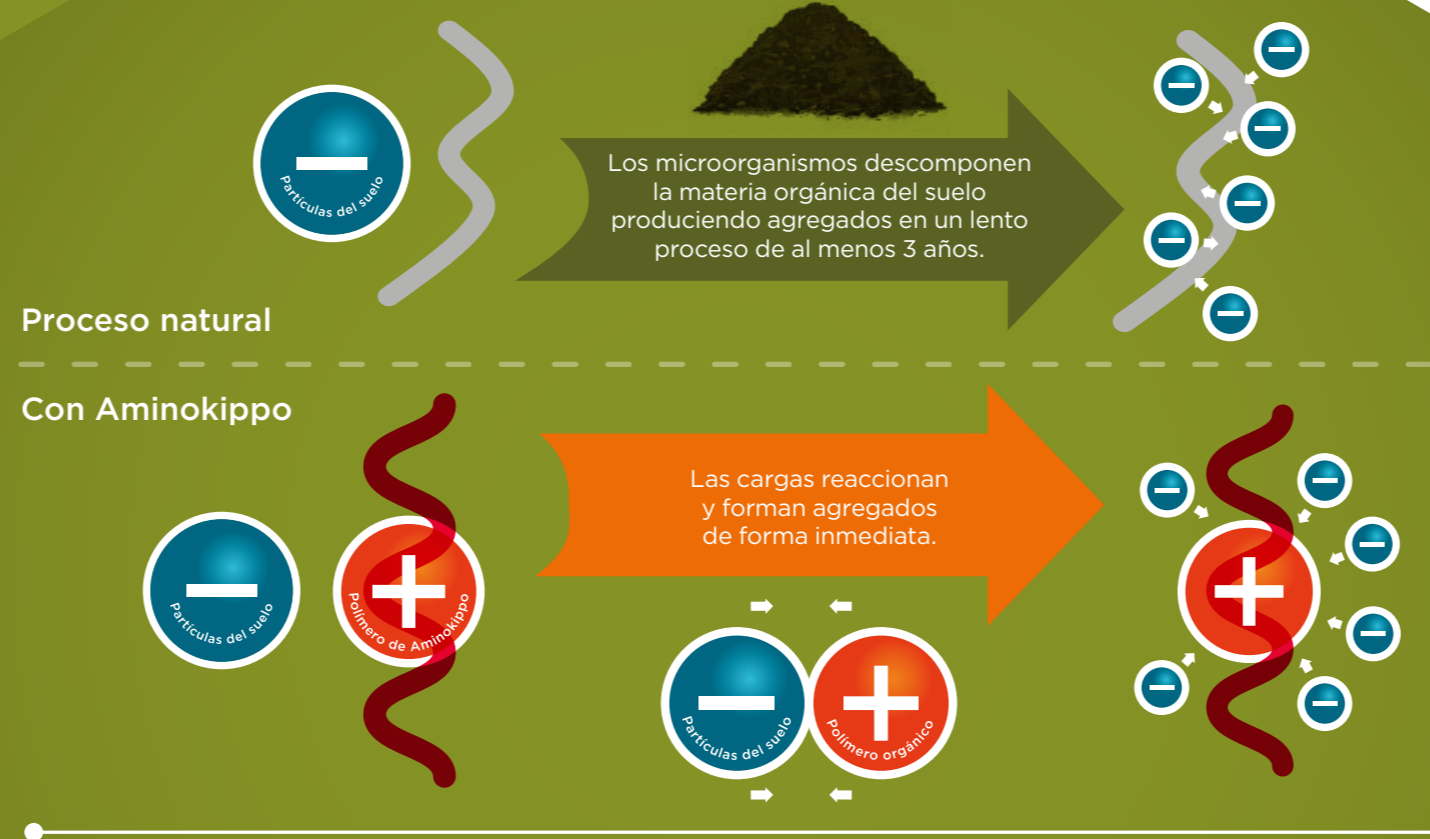 Partículas del suelo
Los microorganismos descomponen
la materia orgánica del suelo
produciendo agregados en un lento
proceso de al menos 3 años.
Proceso natural
Con Aminokippo
Las cargas reaccionan
y forman agregados
de forma inmediata.
Partículas del suelo
Polímero de Aminokippo
Partículas del suelo
Polímero orgánico